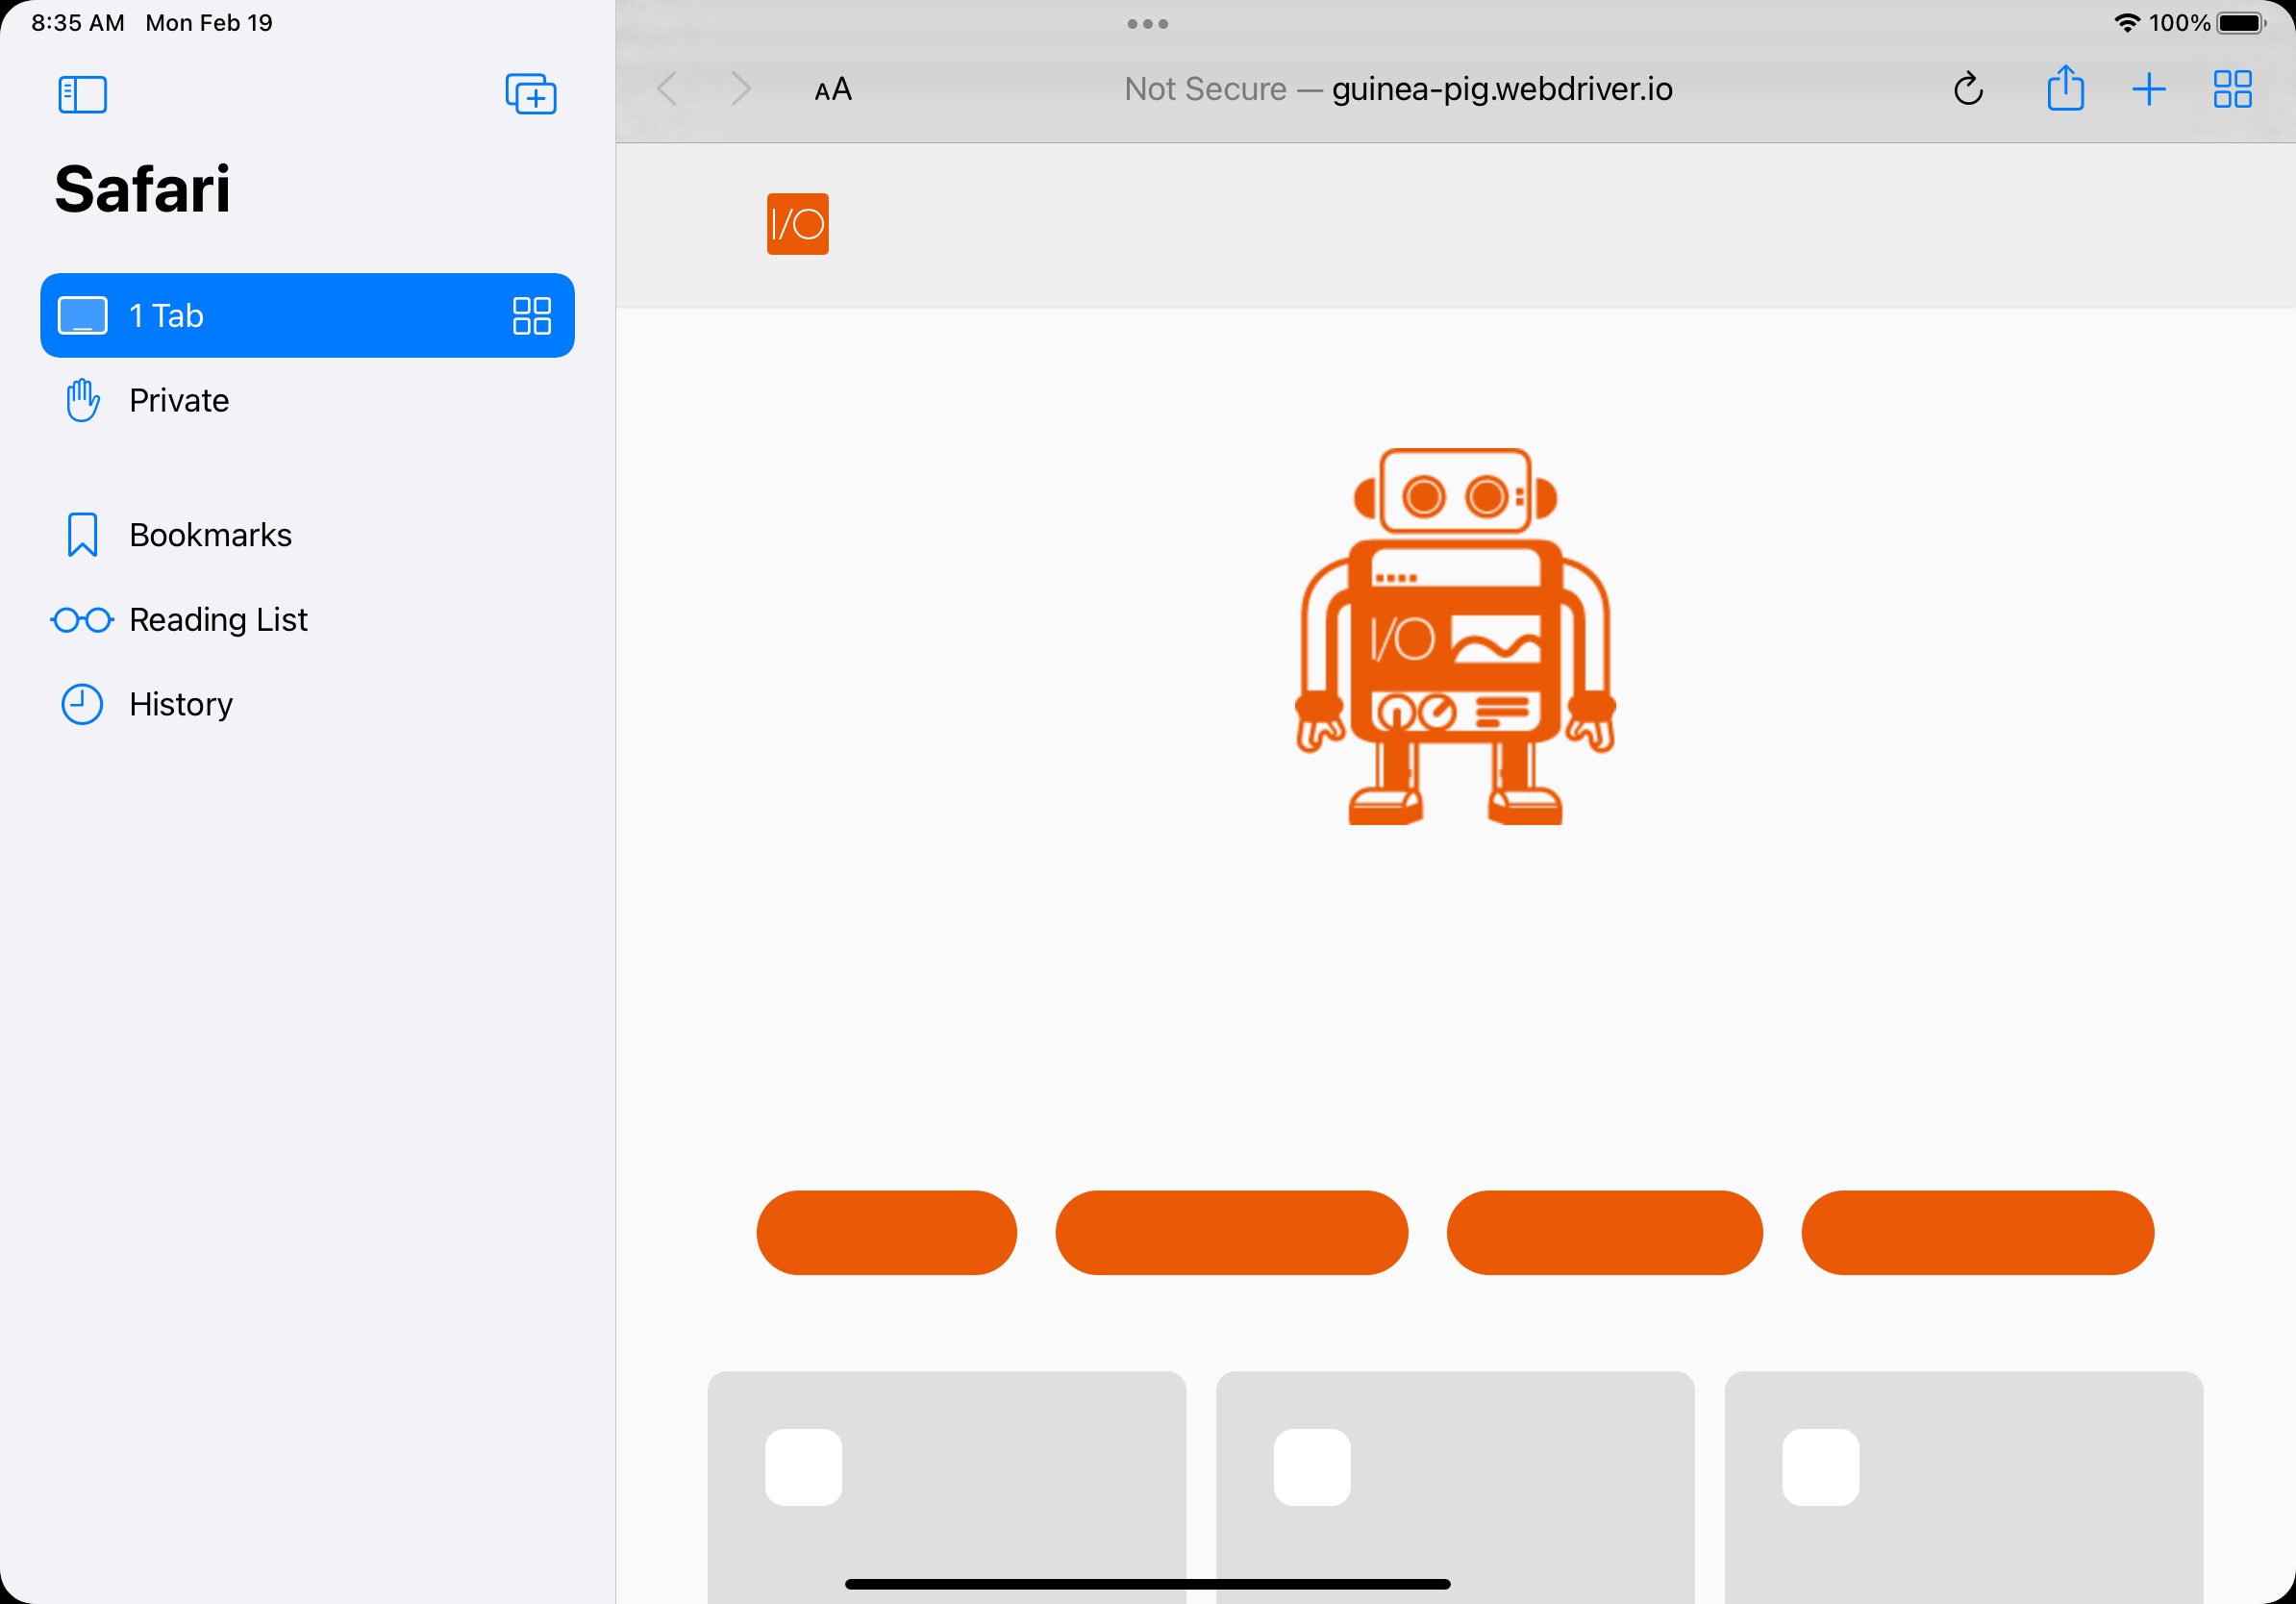 8:35 AM Mon Feb 19
100%
AA
Not Secure — guinea-pig.webdriver.io
Safari
I/O
1 Tab
Private
Bookmarks
Reading List
History
I/O